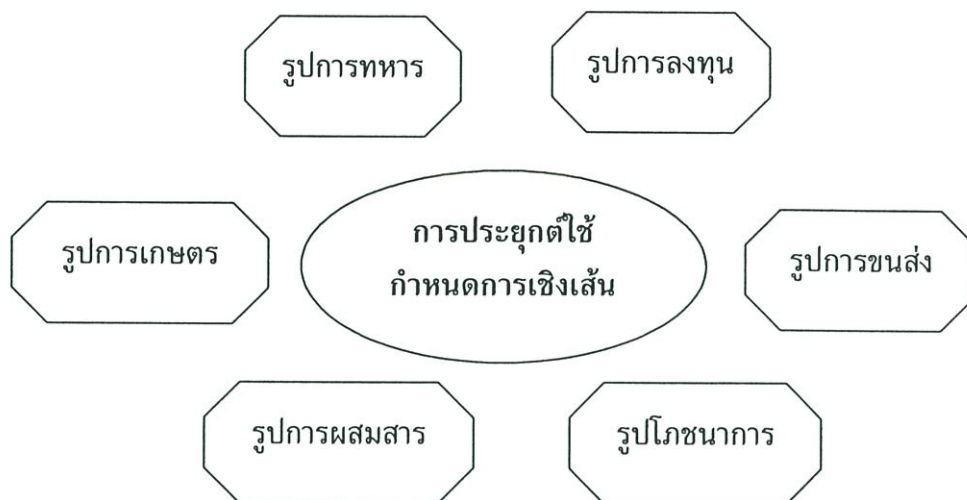 รูปการทหาร
รูปการลงทุน
การประยุกต์ใช้
กำหนดการเชิงเส้น
รูปการเกษตร
รูปการขนส่ง
รูปการผสมสาร
รูปโภชนาการ